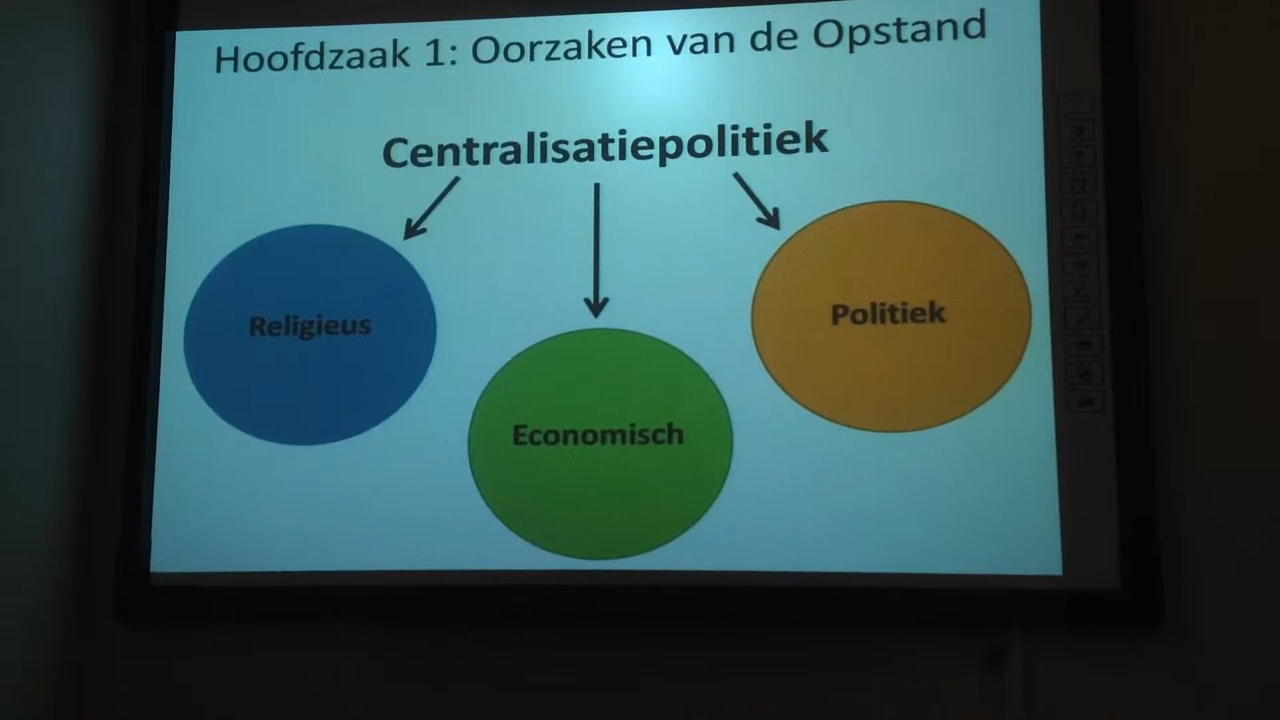 Hoofdzaak 1: Oorzaken van de Opstand
Centralisatiepolitiek
Religieus
Economisch
Politiek